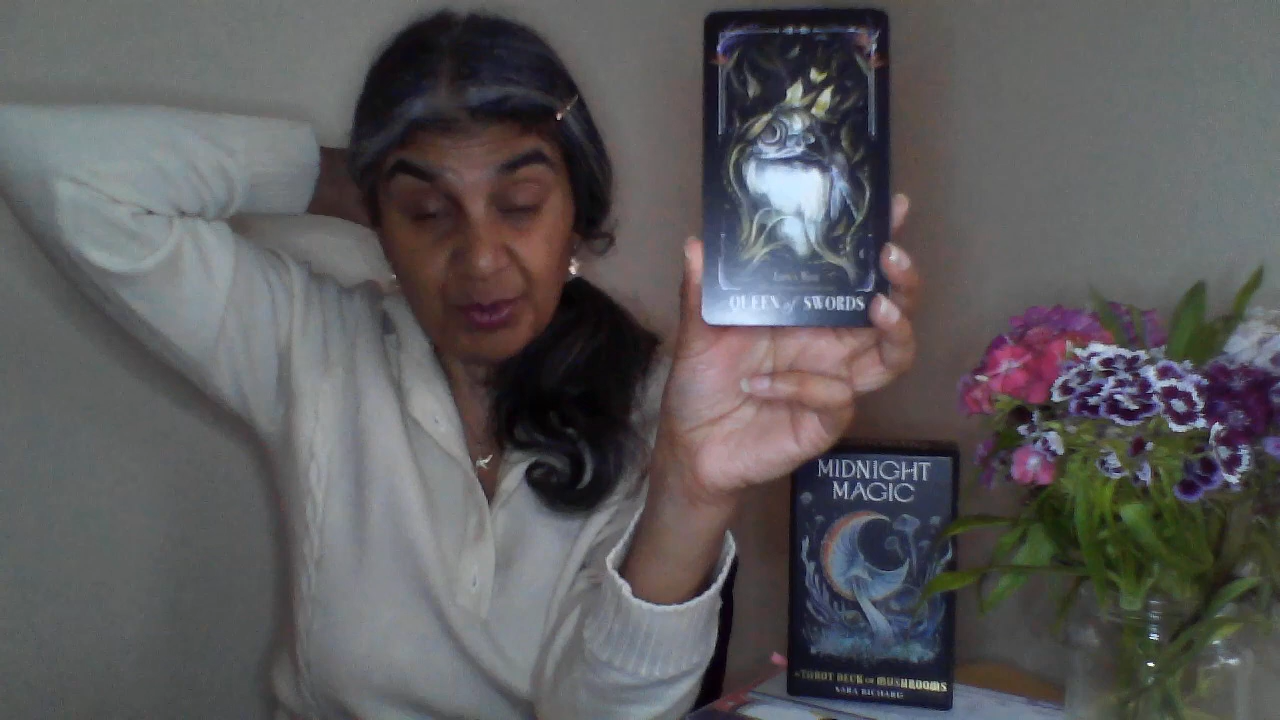 QUEEN of SWORDS
MIDNIGHT
MAGIC
A TAROT DECK OF MUSHROOMS
SARA RICHARD